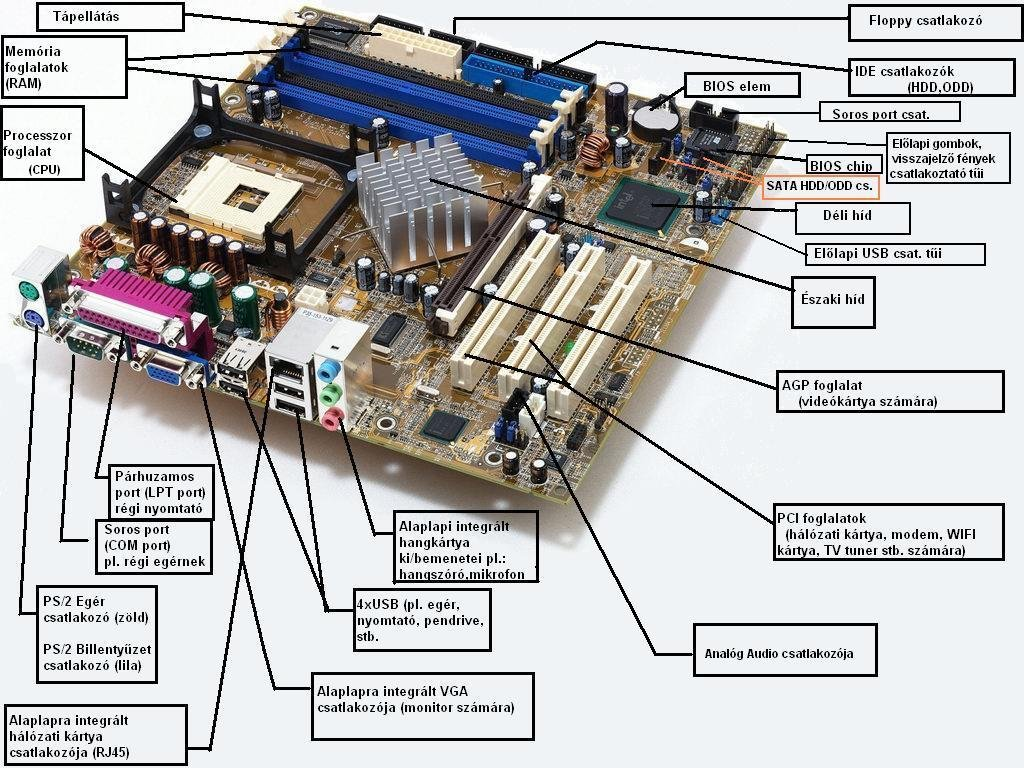 Tápellátás
Floppy csatlakozó
Memória
foglalatok
(RAM)
IDE csatlakozók
(HDD,ODD)
BIOS elem
Soros port csat.
Processzor
foglalat
(CPU)
Előlapi gombok,
visszajelző fények
csatlakoztató tűi
BIOS chip
SATA HDD/ODD cs.
Déli híd
Előlapi USB csat. tűi
Északi híd
AGP foglalat
(videókártya számára)
Párhuzamos
port (LPT port)
régi nyomtató
Soros port
(COM port)
pl. régi egérnek
Alaplapi integrált
hangkártya
ki/bemenetei pl.:
hangszóró,mikrofon
PCI foglalatok
(hálózati kártya, modem, WIFI
kártya, TV tuner stb. számára)
PS/2 Egér
csatlakozó (zöld)
PS/2 Billentyüzet
csatlakozó (lila)
4xUSB (pl. egér,
nyomtató, pendrive,
stb.
Analóg Audio csatlakozója
Alaplapra integrált VGA
csatlakozója (monitor számára)
Alaplapra integrált
hálózati kártya
csatlakozója (RJ45)